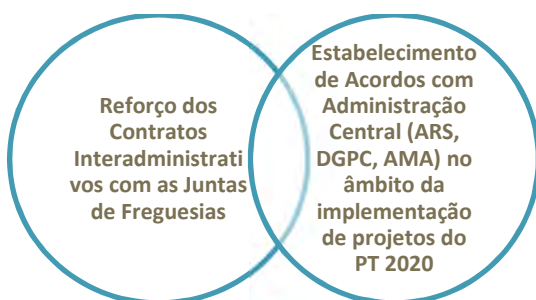 Reforço dos
Contratos
Interadministrati
vos com as Juntas
de Freguesias
Estabelecimento
de Acordos com
Administração
Central (ARS,
DGPC, AMA) no
âmbito da
implementação
de projetos do
PT 2020